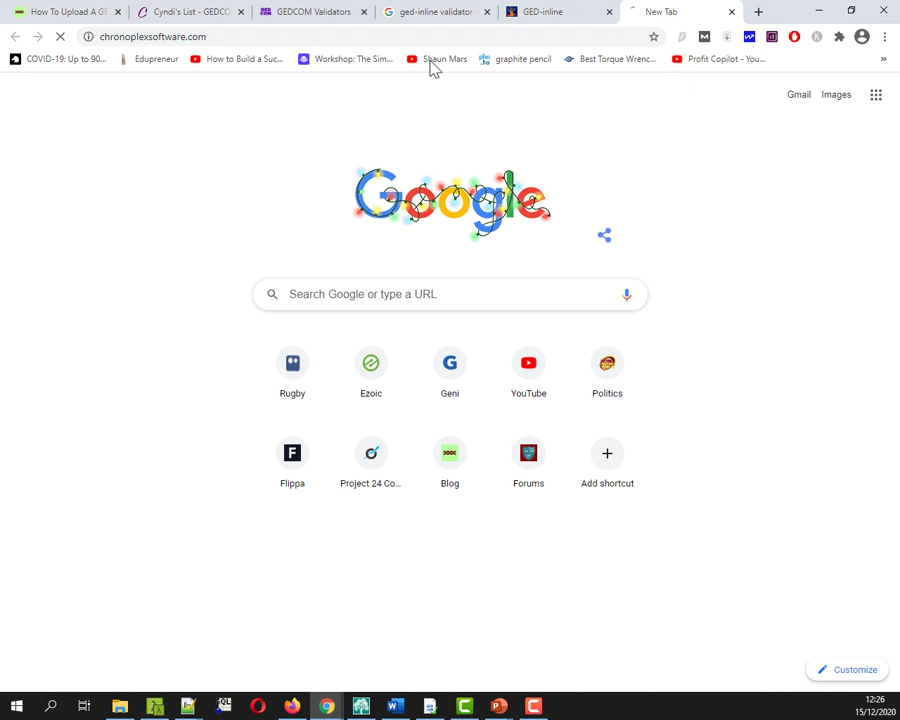 How To Upload A GE
Cyndi's List - GEDCO
GEDCOM Validators
ged-inline validator
GED-inline
New Tab
chronoplexsoftware.com
COVID-19: Up to 90...
Edupreneur
How to Build a Suc...
Workshop: The Sim...
Shaun Mars
pho.to
graphite pencil
Best Torque Wrenc...
Profit Copilot - You...
»
Gmail
Images
Google
Search Google or type a URL
Rugby
Ezoic
G
Geni
YouTube
Politics
F
Flippa
Project 24 Co...
Blog
Forums
Add shortcut
Customize
12:26
15/12/2020